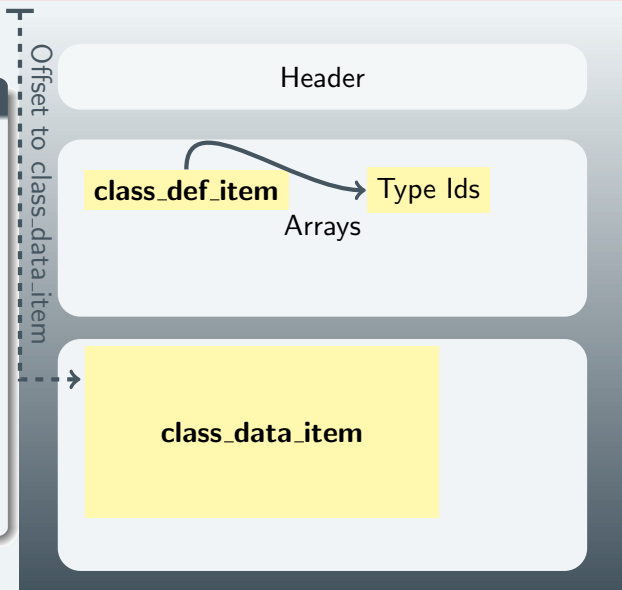 Offset to class_data_item
Header
class_def_item
Type Ids
Arrays
class_data_item